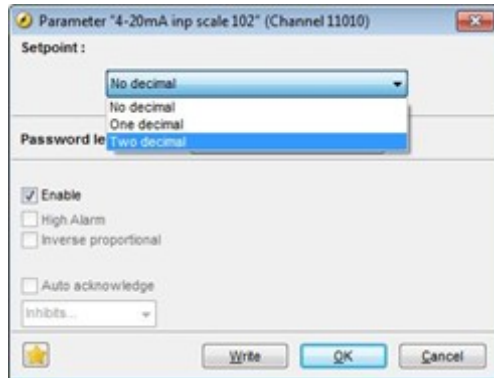 Parameter "4-20mA inp scale 102" (Channel 11010)
Setpoint :
No decimal
No decimal
One decimal
Two decimal
Password le
Enable
High Alarm
Inverse proportional
Auto acknowledge
Inhibits...
Write
OK
Cancel